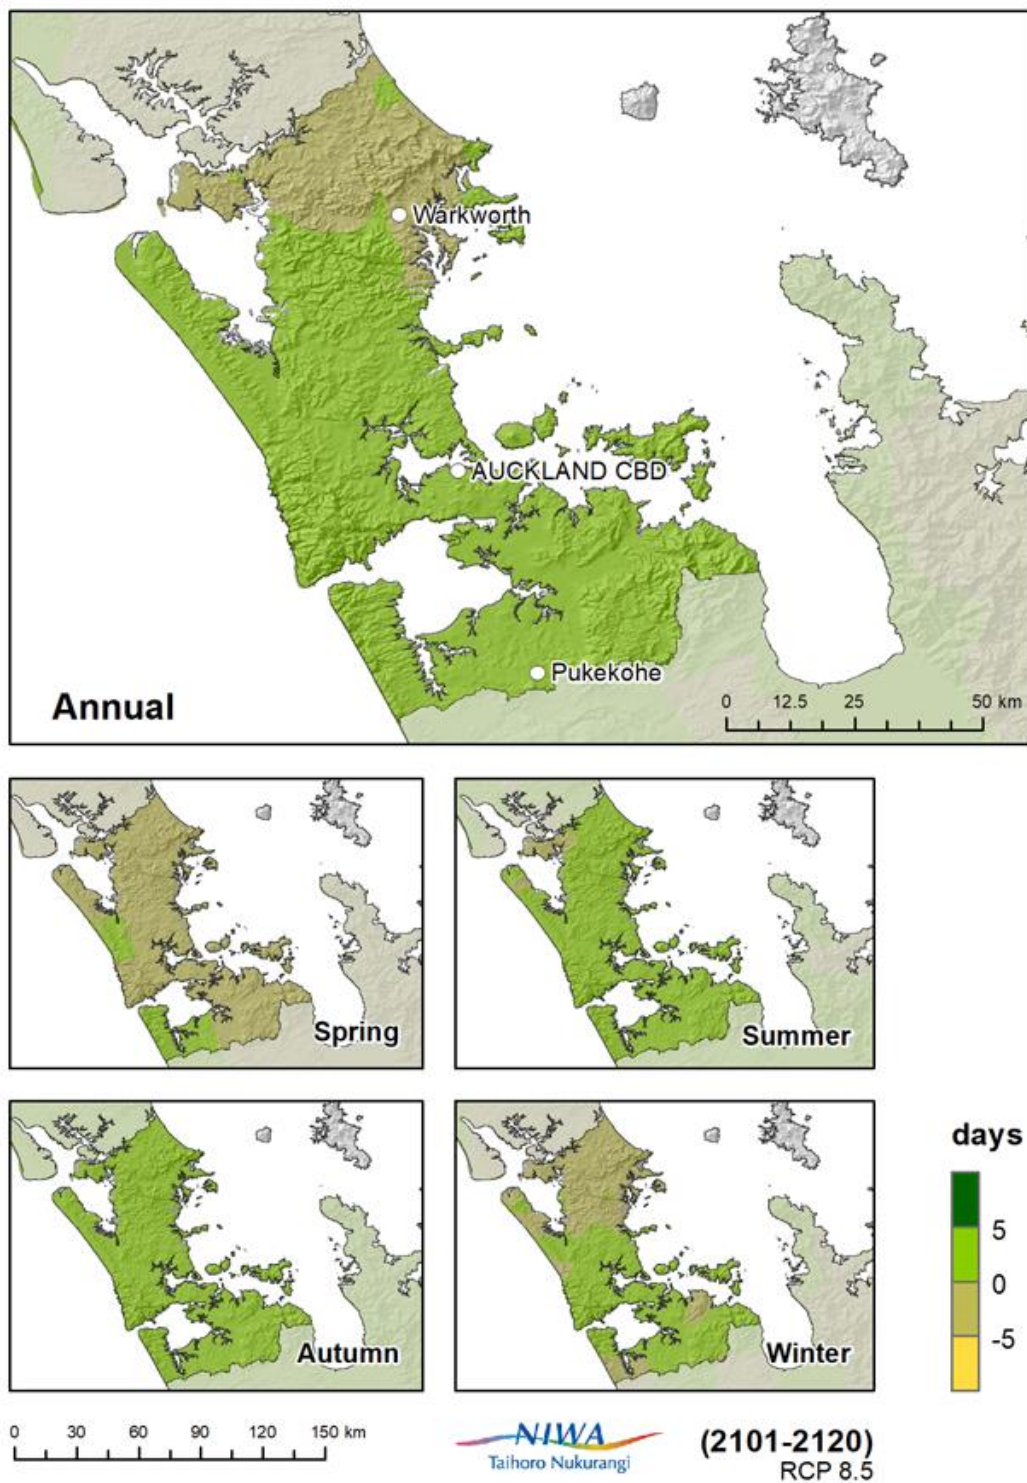 Warkworth
AUCKLAND CBD
Pukekohe
Annual
0 12.5 25 50 km
Spring
Summer
Autumn
Winter
days
5
0
-5
0 30 60 90 120 150 km
NIWA
Taihoro Nukurangi
(2101-2120)
RCP 8.5